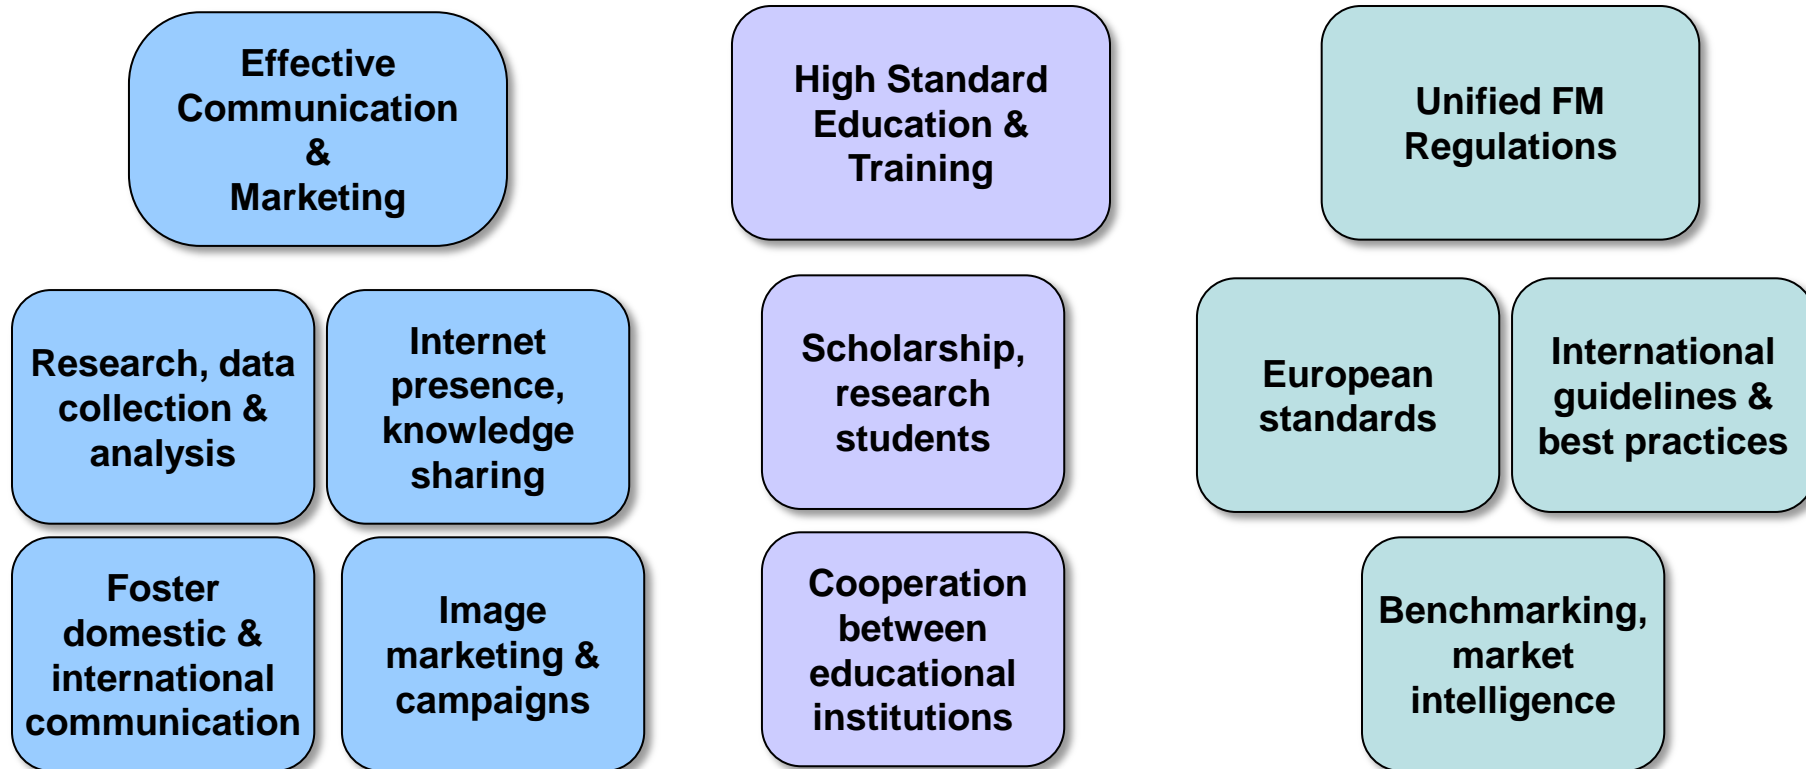 Effective
Communication
&
Marketing
High Standard
Education &
Training
Unified FM
Regulations
Research, data
collection &
analysis
Internet
presence,
knowledge
sharing
Scholarship,
research
students
European
standards
International
guidelines &
best practices
Foster
domestic &
international
communication
Image
marketing &
campaigns
Cooperation
between
educational
institutions
Benchmarking,
market
intelligence